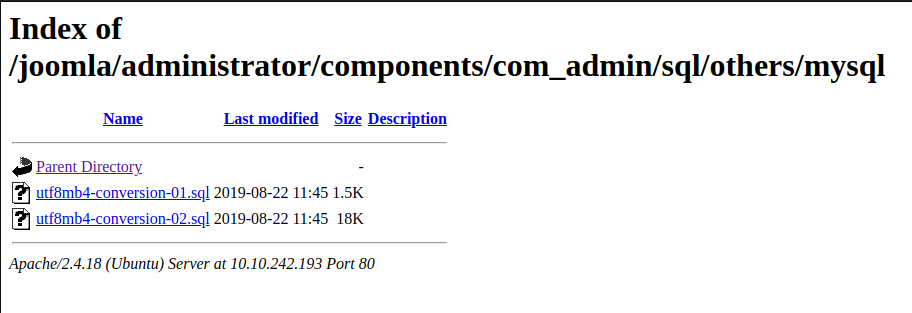 Index of
/joomla/administrator/components/com_admin/sql/others/mysql
Name Last modified Size Description
Parent Directory -
utf8mb4-conversion-01.sql 2019-08-22 11:45 1.5K
utf8mb4-conversion-02.sql 2019-08-22 11:45 18K
Apache/2.4.18 (Ubuntu) Server at 10.10.242.193 Port 80